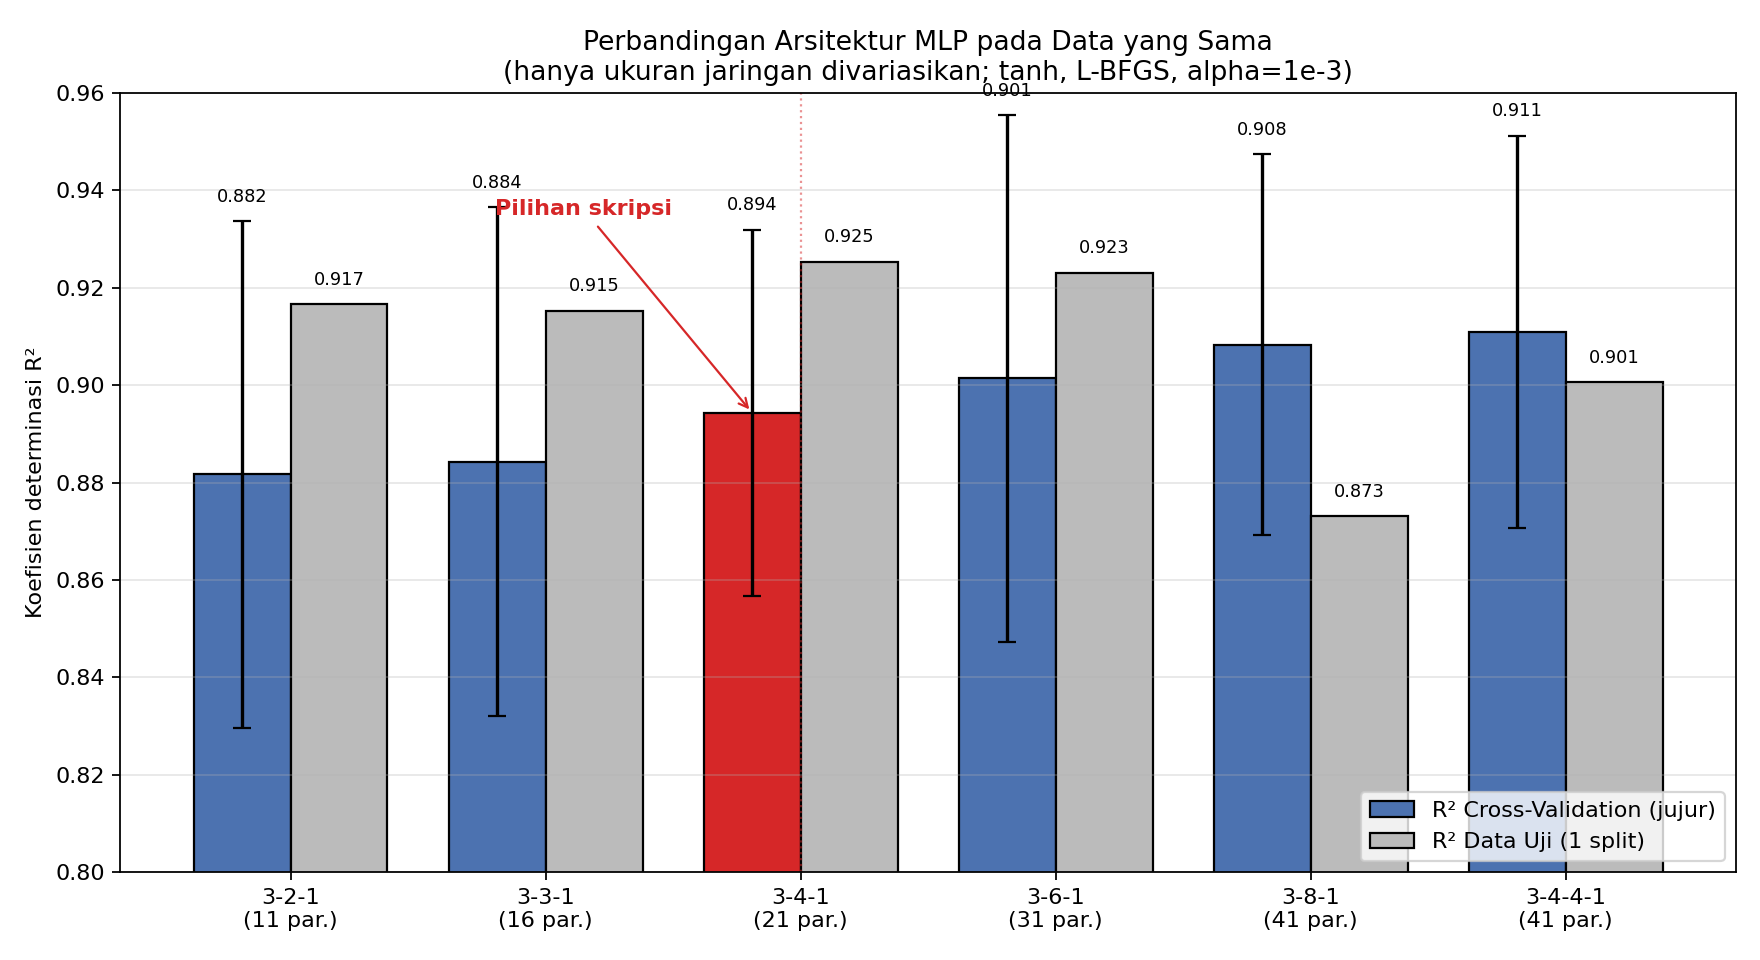 Perbandingan Arsitektur MLP pada Data yang Sama
(hanya ukuran jaringan divariasikan; tanh, L-BFGS, alpha=1e-3)
Koefisien determinasi R²
0.96
0.94
0.92
0.90
0.88
0.86
0.84
0.82
0.80
0.882
0.917
0.884
0.915
Pilihan skripsi
0.894
0.925
0.901
0.923
0.908
0.873
0.911
0.901
R² Cross-Validation (jujur)
R² Data Uji (1 split)
3-2-1
(11 par.)
3-3-1
(16 par.)
3-4-1
(21 par.)
3-6-1
(31 par.)
3-8-1
(41 par.)
3-4-4-1
(41 par.)